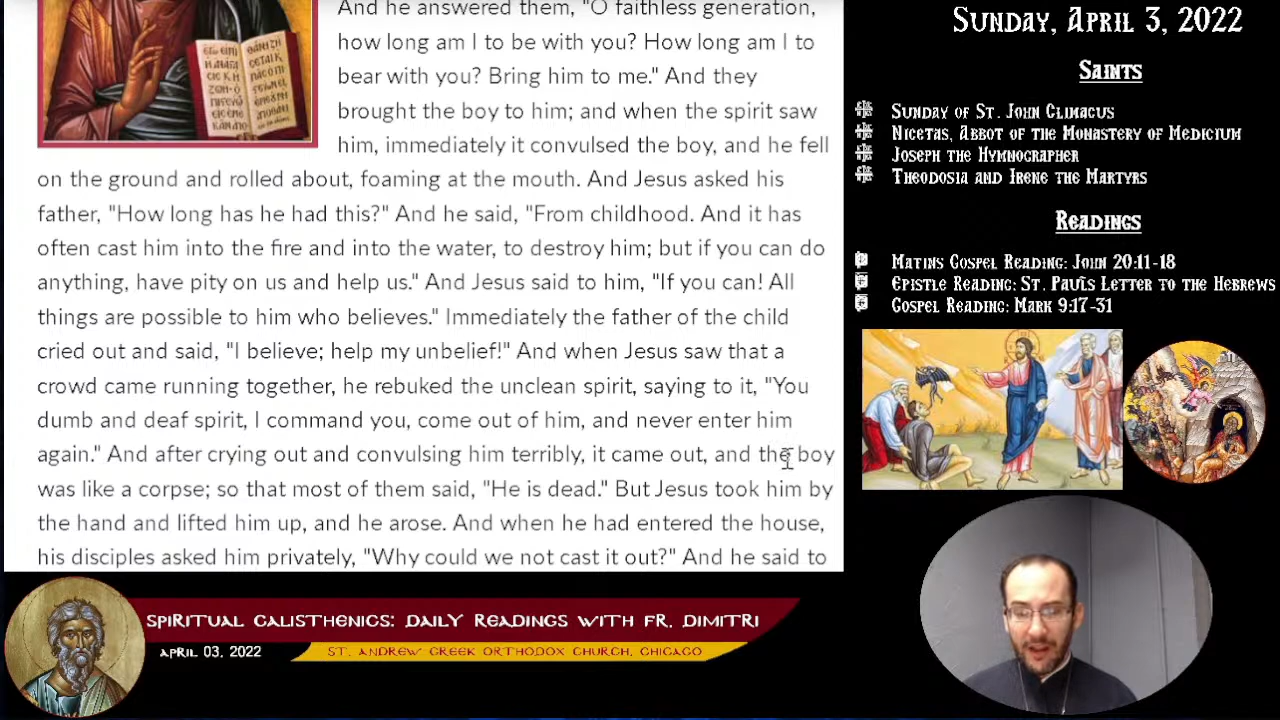 And he answered them, "O faithless generation,
how long am I to be with you? How long am I to
bear with you? Bring him to me." And they
brought the boy to him; and when the spirit saw
him, immediately it convulsed the boy, and he fell
on the ground and rolled about, foaming at the mouth. And Jesus asked his
father, "How long has he had this?" And he said, "From childhood. And it has
often cast him into the fire and into the water, to destroy him; but if you can do
anything, have pity on us and help us." And Jesus said to him, "If you can! All
things are possible to him who believes." Immediately the father of the child
cried out and said, "I believe; help my unbelief!" And when Jesus saw that a
crowd came running together, he rebuked the unclean spirit, saying to it, "You
dumb and deaf spirit, I command you, come out of him, and never enter him
again." And after crying out and convulsing him terribly, it came out, and the boy
was like a corpse; so that most of them said, "He is dead." But Jesus took him by
the hand and lifted him up, and he arose. And when he had entered the house,
his disciples asked him privately, "Why could we not cast it out?" And he said to
Sunday, April 3, 2022
Saints
Sunday of St. John Climacus
Nicetas, Abbot of the Monastery of Medicium
Joseph the Hymnographer
Theodosia and Irene the Martyrs
Readings
Matins Gospel Reading: John 20:11-18
Epistle Reading: St. Paul's Letter to the Hebrews
Gospel Reading: Mark 9:17-31
Spiritual Calisthenics: Daily Readings with Fr. Dimitri
April 03, 2022
St. Andrew Greek Orthodox Church, Chicago